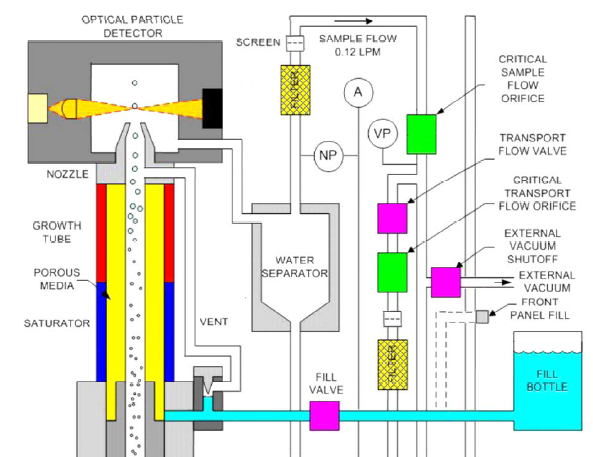 OPTICAL PARTICLE
DETECTOR
SCREEN
SAMPLE FLOW
0.12 LPM
FILTER
A
CRITICAL
SAMPLE
FLOW
ORIFICE
VP
NP
TRANSPORT
FLOW VALVE
NOZZLE
CRITICAL
TRANSPORT
FLOW ORIFICE
GROWTH
TUBE
WATER
SEPARATOR
EXTERNAL
VACUUM
SHUTOFF
POROUS
MEDIA
EXTERNAL
VACUUM
FRONT
PANEL FILL
SATURATOR
VENT
FILTER
FILL
VALVE
FILL
BOTTLE